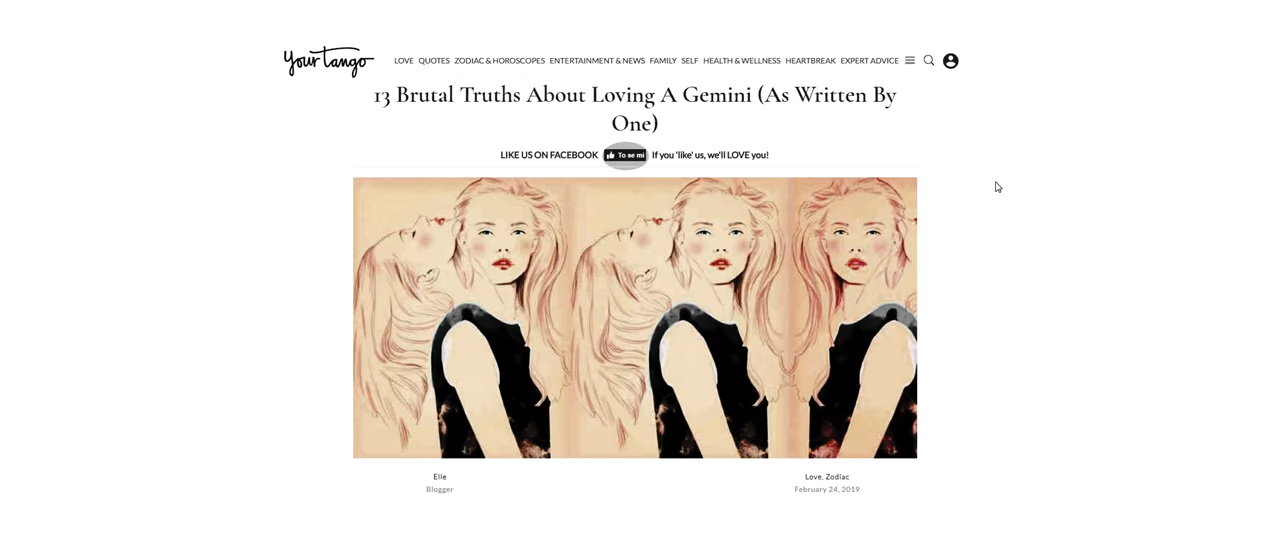 Your Tango
LOVE QUOTES ZODIAC & HOROSCOPES ENTERTAINMENT & NEWS FAMILY SELF HEALTH & WELLNESS HEARTBREAK EXPERT ADVICE
13 Brutal Truths About Loving A Gemini (As Written By
One)
LIKE US ON FACEBOOK To se mi If you 'like' us, we'll LOVE you!
Elle
Love, Zodiac
Blogger
February 24, 2019